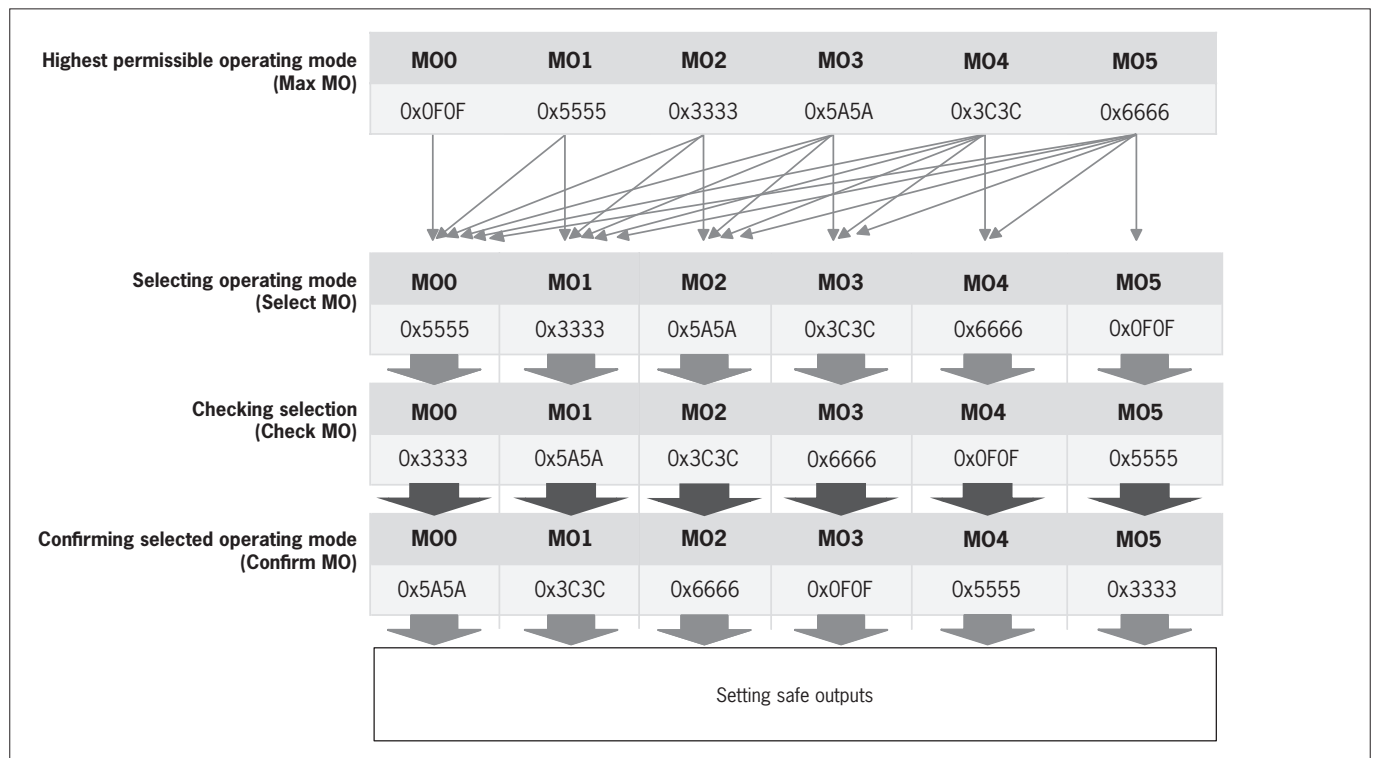 Highest permissible operating mode
(Max MO)
MO0 MO1 MO2 MO3 MO4 MO5
0x0F0F 0x5555 0x3333 0x5A5A 0x3C3C 0x6666
Selecting operating mode
(Select MO)
MO0 MO1 MO2 MO3 MO4 MO5
0x5555 0x3333 0x5A5A 0x3C3C 0x6666 0x0F0F
Checking selection
(Check MO)
MO0 MO1 MO2 MO3 MO4 MO5
0x3333 0x5A5A 0x3C3C 0x6666 0x0F0F 0x5555
Confirming selected operating mode
(Confirm MO)
MO0 MO1 MO2 MO3 MO4 MO5
0x5A5A 0x3C3C 0x6666 0x0F0F 0x5555 0x3333
Setting safe outputs